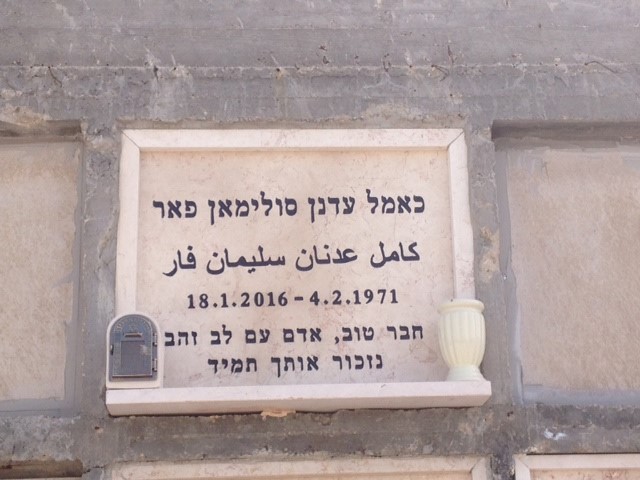 כאמל עדנן סולימאן פאר
كامل عدنان سليمان فار
18.1.2016 - 4.2.1971
חבר טוב, אדם עם לב זהב
נזכור אותך תמיד